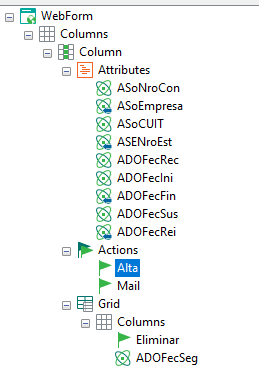 WebForm
Columns
Column
Attributes
ASoNroCon
ASoEmpresa
ASoCUIT
ASENroEst
ADOFecRec
ADOFecIni
ADOFecFin
ADOFecSus
ADOFecRei
Actions
Alta
Mail
Grid
Columns
Eliminar
ADOFecSeg